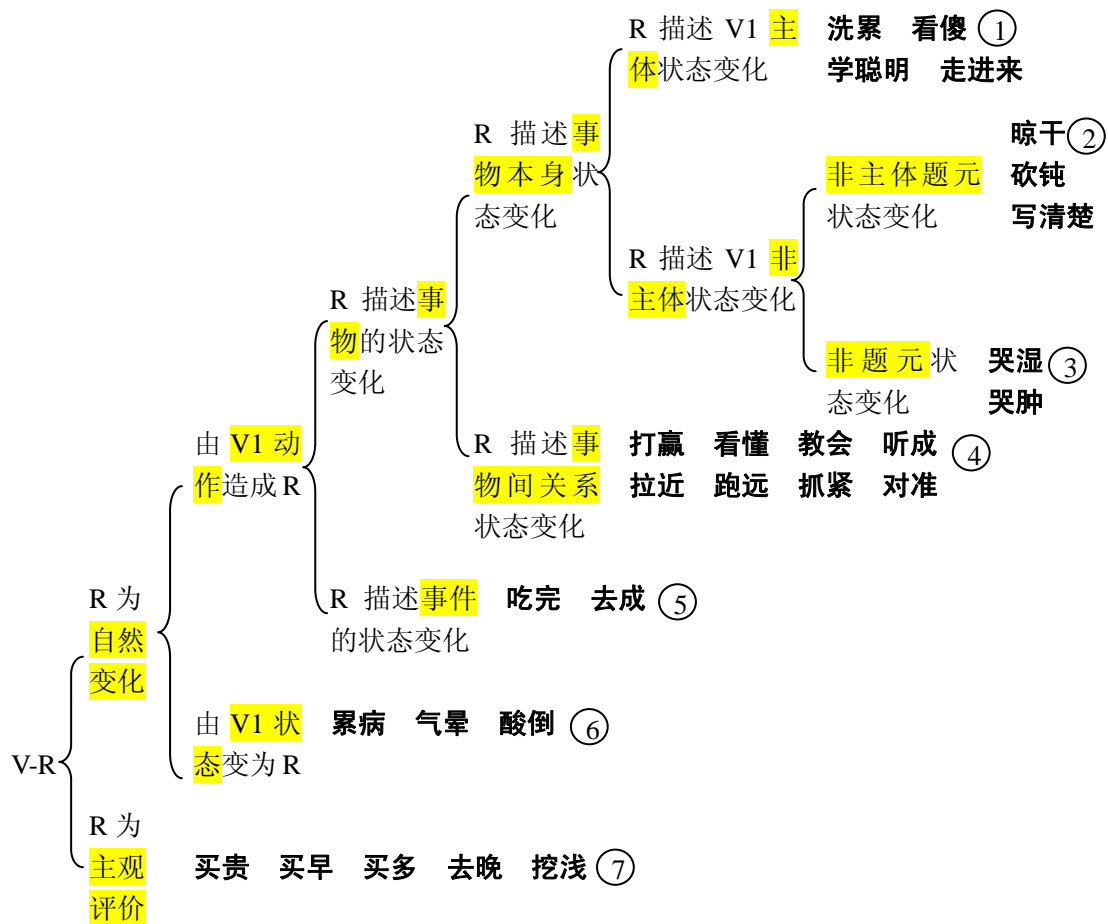 V-R
R 为
自然
变化
由 V1 动
作造成 R
R 描述事
物的状态
变化
R 描述事
物本身状
态变化
R 描述 V1 主
体状态变化
洗累 看傻 ①
学聪明 走进来
R 描述 V1 非
主体状态变化
非主体题元
状态变化
晾干 ②
砍钝
写清楚
非题元状
态变化
哭湿 ③
哭肿
R 描述事
物间关系
状态变化
打赢 看懂 教会 听成 ④
拉近 跑远 抓紧 对准
R 描述事件
的状态变化
吃完 去成 ⑤
由 V1 状
态变为 R
累病 气晕 酸倒 ⑥
R 为
主观
评价
买贵 买早 买多 去晚 挖浅 ⑦